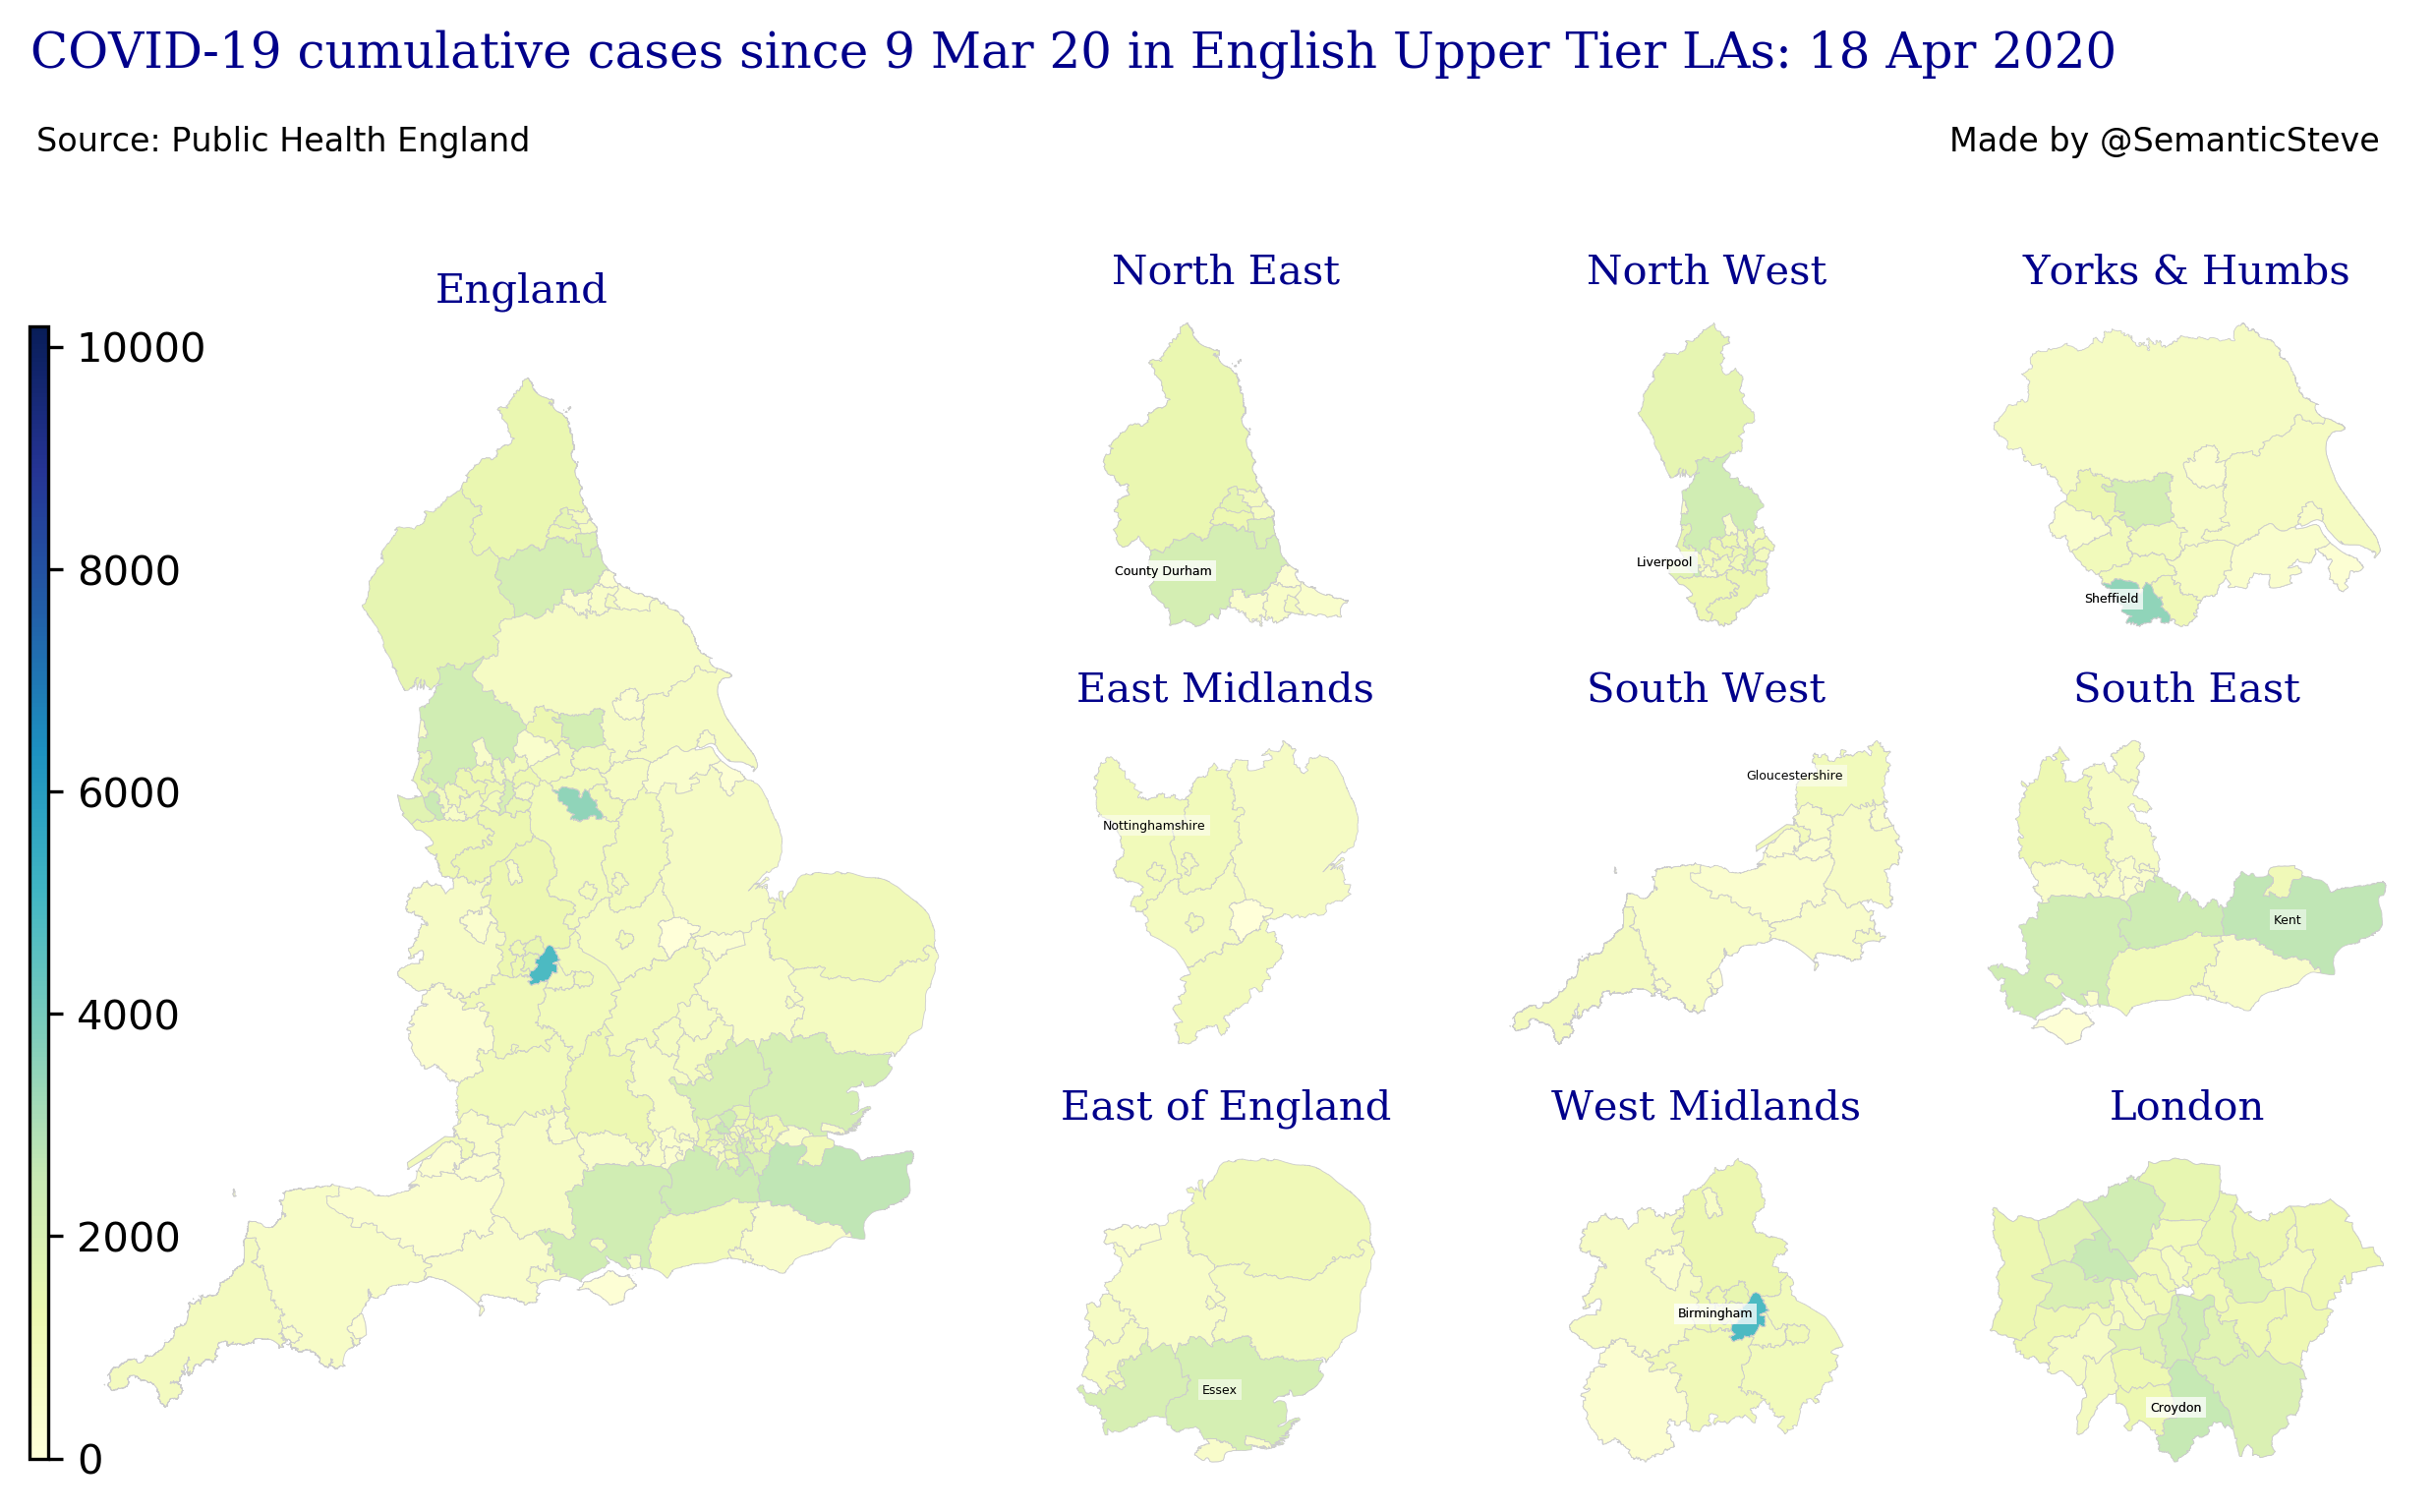 COVID-19 cumulative cases since 9 Mar 20 in English Upper Tier LAs: 18 Apr 2020
Source: Public Health England
Made by @SemanticSteve
England
10000
8000
6000
4000
2000
0
North East
County Durham
North West
Liverpool
Yorks & Humbs
Sheffield
East Midlands
Nottinghamshire
South West
Gloucestershire
South East
Kent
East of England
Essex
West Midlands
Birmingham
London
Croydon